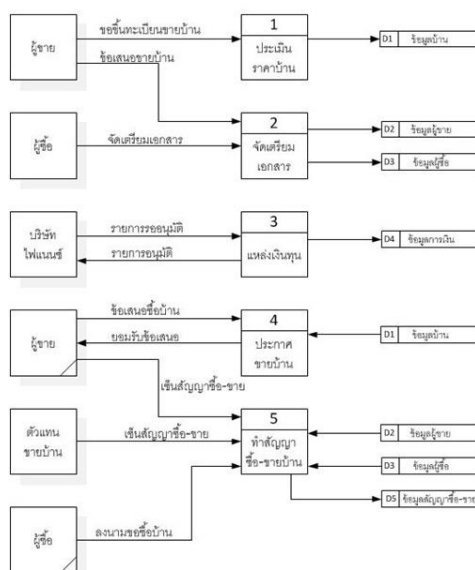 ผู้ขาย
ขอขึ้นทะเบียนขายบ้าน
ข้อเสนอขายบ้าน
1
ประเมิน
ราคาบ้าน
D1 ข้อมูลบ้าน
ผู้ซื้อ
จัดเตรียมเอกสาร
2
จัดเตรียม
เอกสาร
D2 ข้อมูลผู้ขาย
D3 ข้อมูลผู้ซื้อ
บริษัท
ไฟแนนซ์
รายการรออนุมัติ
รายการอนุมัติ
3
แหล่งเงินทุน
D4 ข้อมูลการเงิน
ผู้ขาย
ข้อเสนอซื้อบ้าน
ยอมรับข้อเสนอ
4
ประกาศ
ขายบ้าน
D1 ข้อมูลบ้าน
เซ็นสัญญาซื้อ-ขาย
ตัวแทน
ขายบ้าน
เซ็นสัญญาซื้อ-ขาย
5
ทำสัญญา
ซื้อ-ขายบ้าน
D2 ข้อมูลผู้ขาย
D3 ข้อมูลผู้ซื้อ
D5 ข้อมูลสัญญาซื้อ-ขาย
ผู้ซื้อ
ลงนามขอซื้อบ้าน